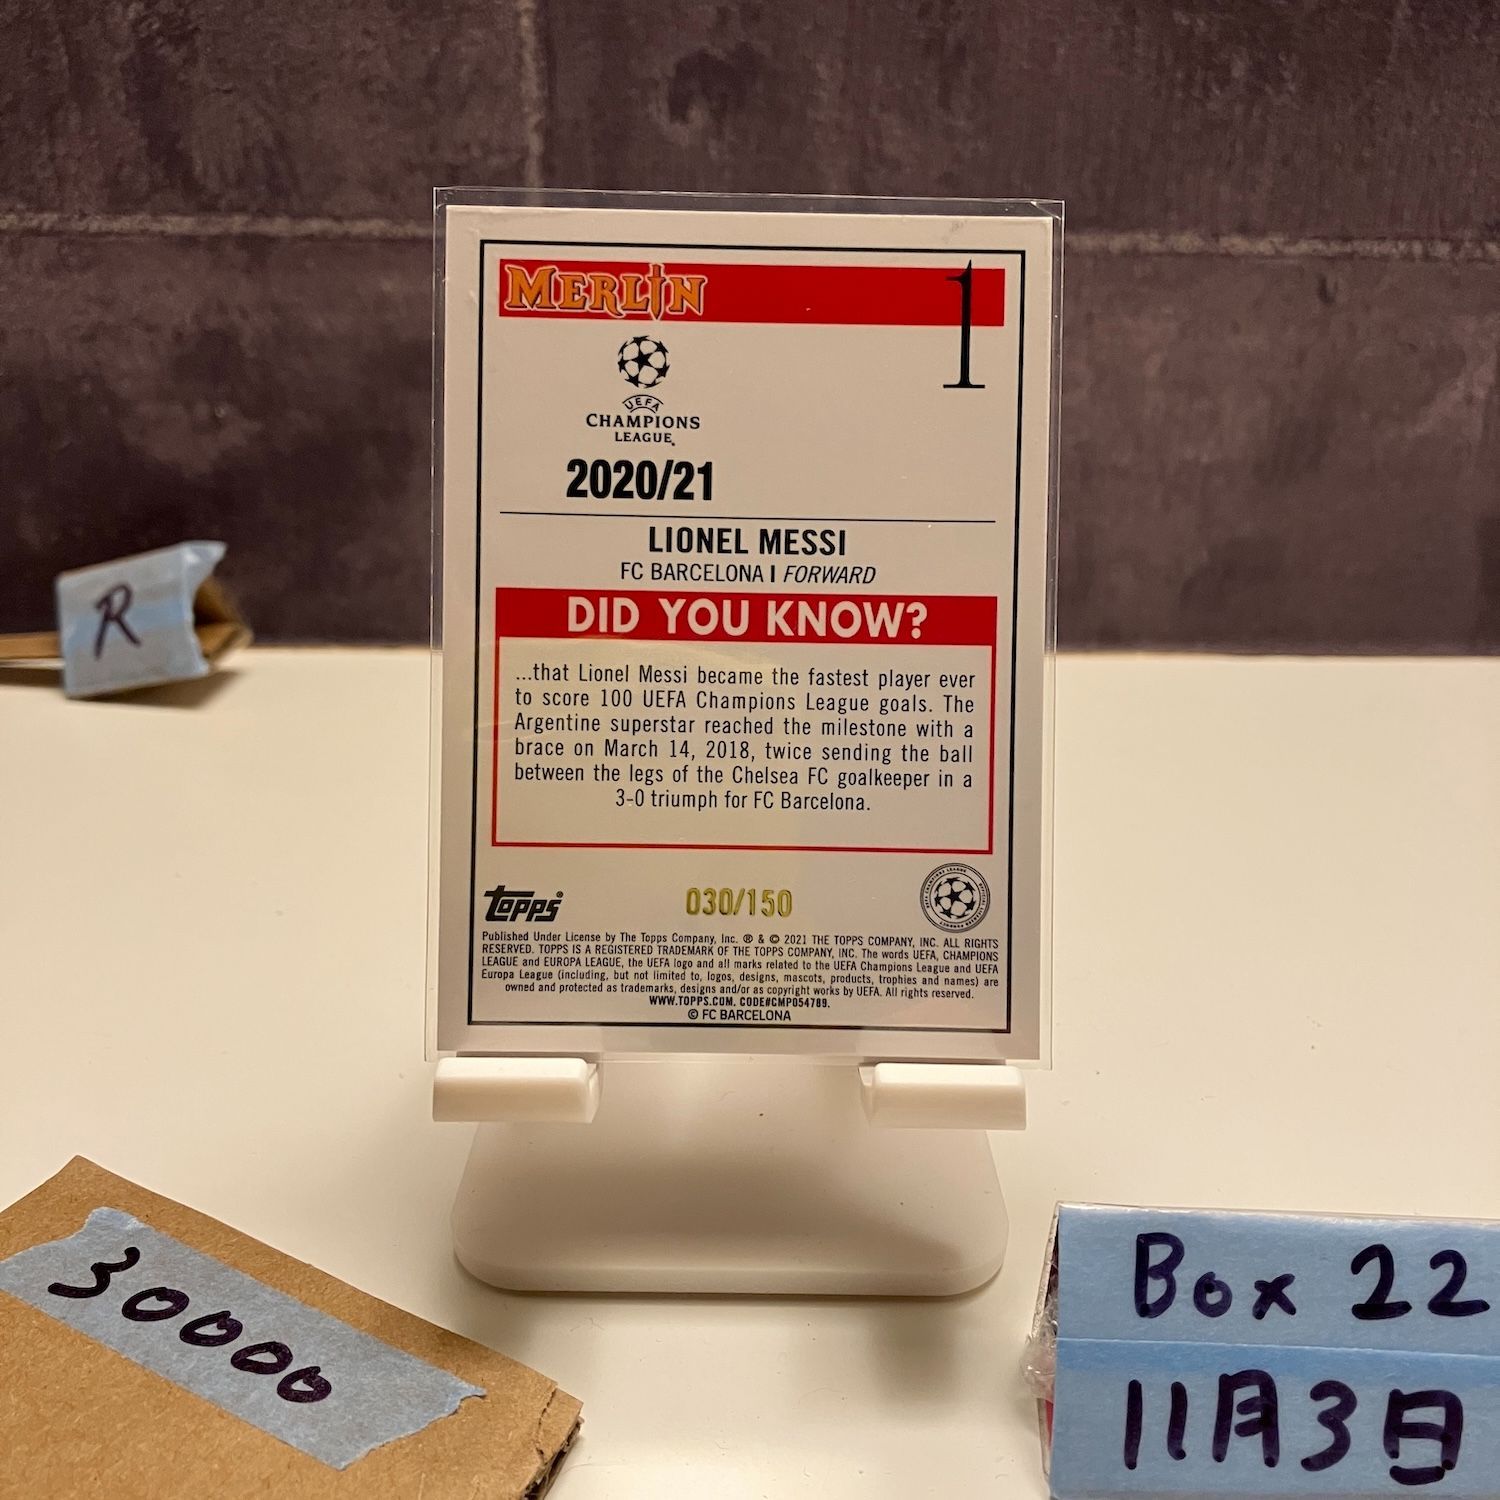 MERLIN
1
UEFA
CHAMPIONS
LEAGUE
2020/21
LIONEL MESSI
FC BARCELONA | FORWARD
DID YOU KNOW?
...that Lionel Messi became the fastest player ever
to score 100 UEFA Champions League goals. The
Argentine superstar reached the milestone with a
brace on March 14, 2018, twice sending the ball
between the legs of the Chelsea FC goalkeeper in a
3-0 triumph for FC Barcelona.
topps®
030/150
Published Under License by The Topps Company, Inc. ® & © 2021 THE TOPPS COMPANY, INC. ALL RIGHTS
RESERVED. TOPPS IS A REGISTERED TRADEMARK OF THE TOPPS COMPANY, INC. The words UEFA, CHAMPIONS
LEAGUE and EUROPA LEAGUE, the UEFA logo and all marks related to the UEFA Champions League and UEFA
Europa League (including, but not limited to, logos, designs, mascots, products, trophies and names) are
owned and protected as trademarks, designs and/or as copyright works by UEFA. All rights reserved.
WWW.TOPPS.COM. CODE#CMP054789.
© FC BARCELONA
R
30000
Box 22
11月3日